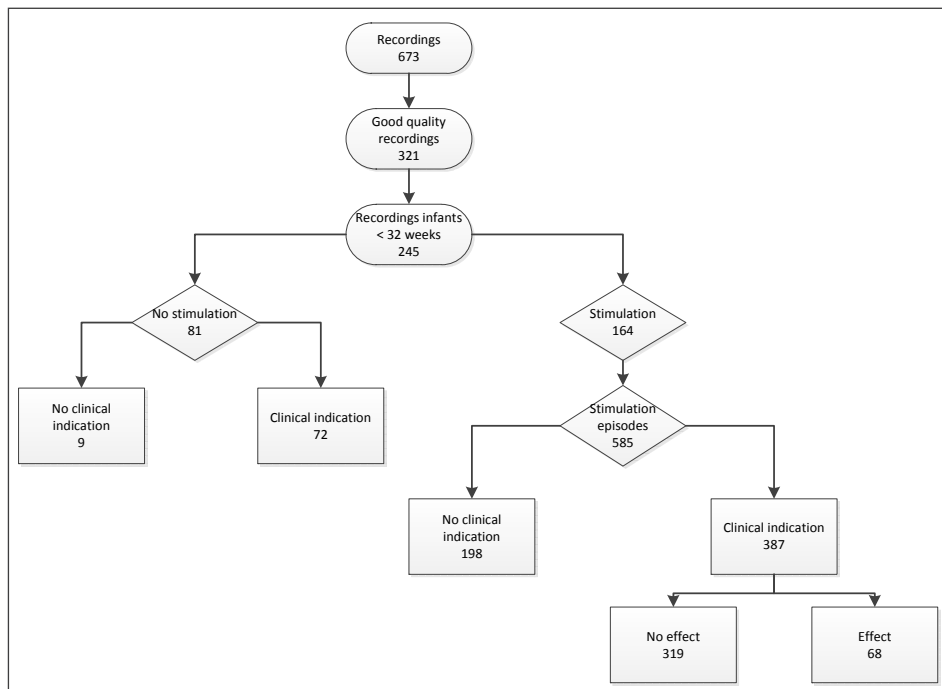 Recordings
673
Good quality
recordings
321
Recordings infants
< 32 weeks
245
No stimulation
81
Stimulation
164
No clinical
indication
9
Clinical indication
72
Stimulation
episodes
585
No clinical
indication
198
Clinical indication
387
No effect
319
Effect
68